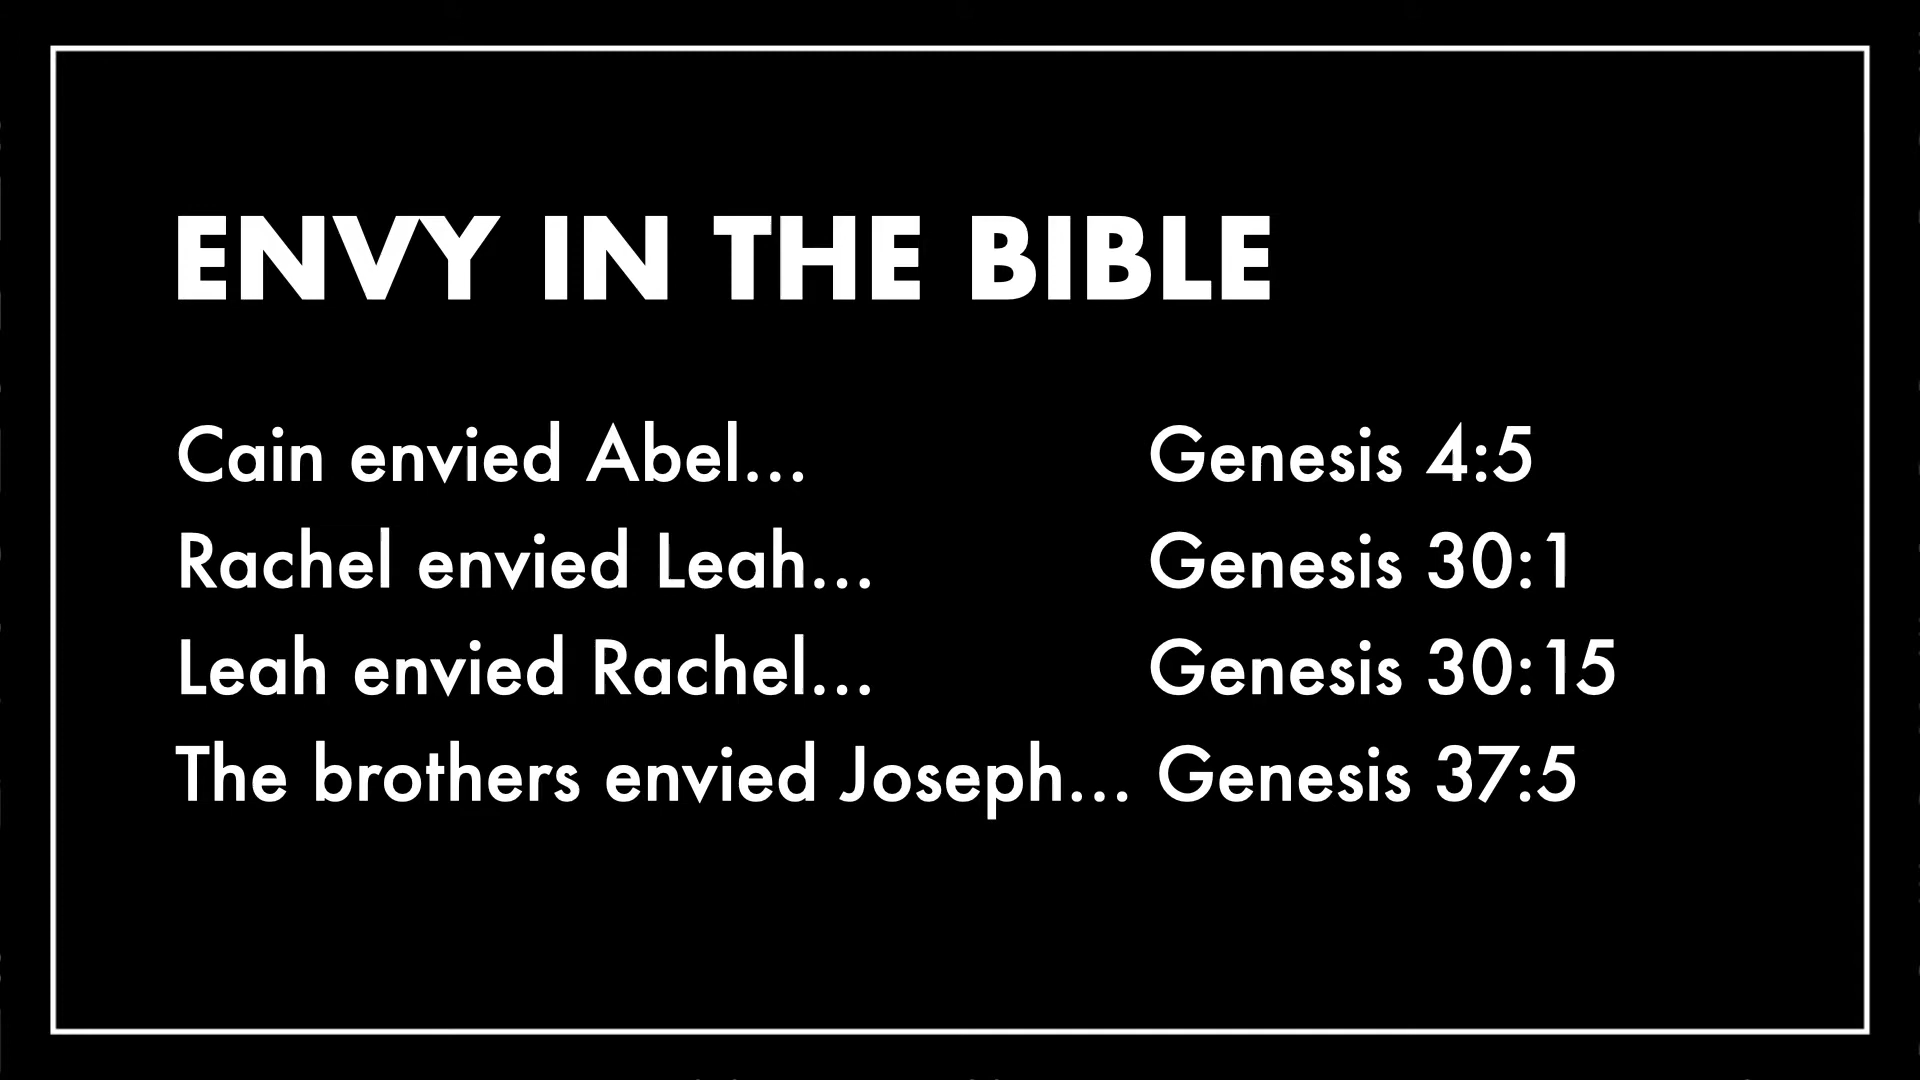 ENVY IN THE BIBLE
Cain envied Abel... Genesis 4:5
Rachel envied Leah... Genesis 30:1
Leah envied Rachel... Genesis 30:15
The brothers envied Joseph... Genesis 37:5